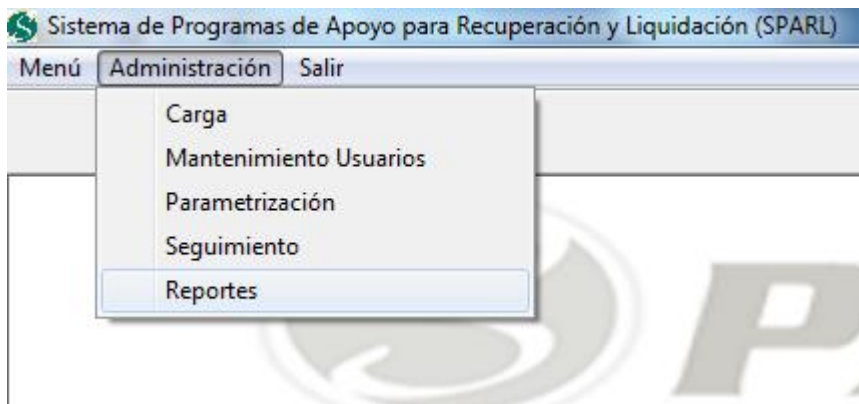 Sistema de Programas de Apoyo para Recuperación y Liquidación (SPARL)
Menú Administración Salir
Carga
Mantenimiento Usuarios
Parametrización
Seguimiento
Reportes